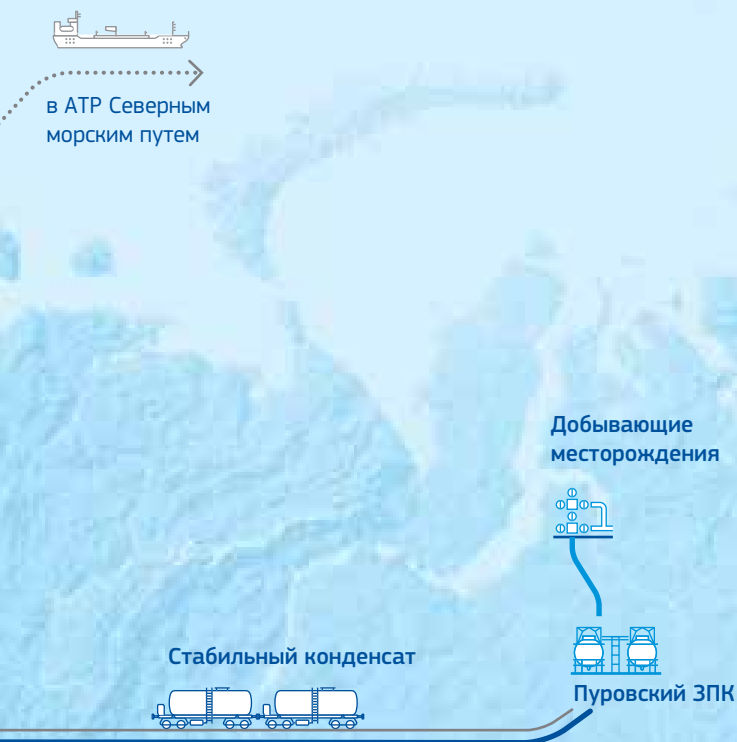 в АТР Северным
морским путем
Добывающие
месторождения
Стабильный конденсат
Пуровский ЗПК